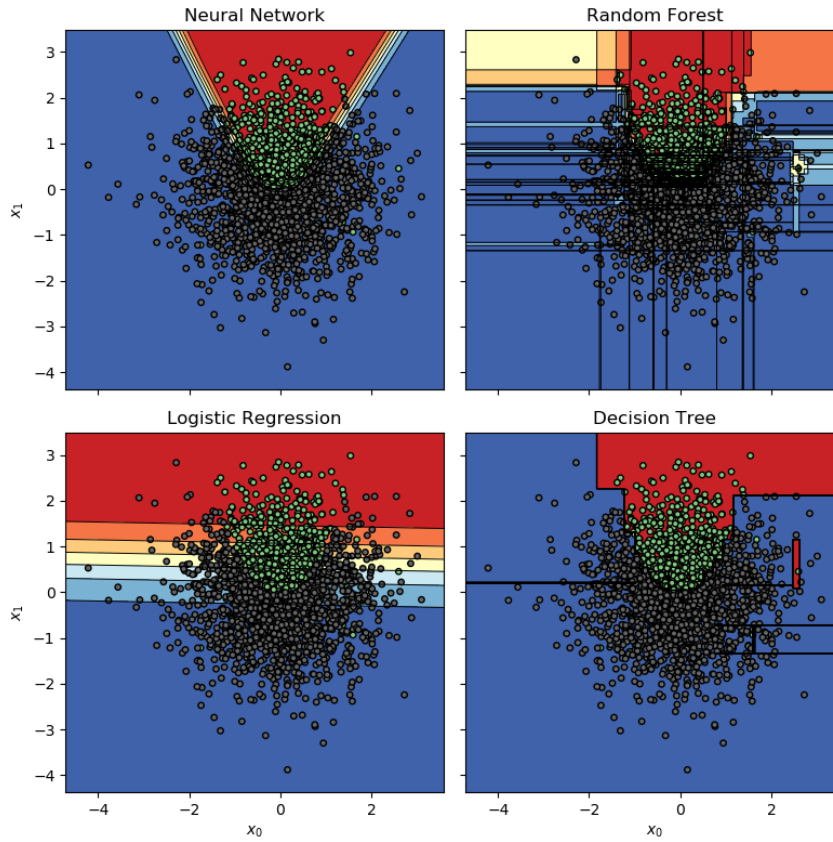 Neural Network
Random Forest
3
2
1
0
−1
−2
−3
−4
x₁
Logistic Regression
Decision Tree
3
2
1
0
−1
−2
−3
−4
x₁
−4 −2 0 2
−4 −2 0 2
x₀
x₀